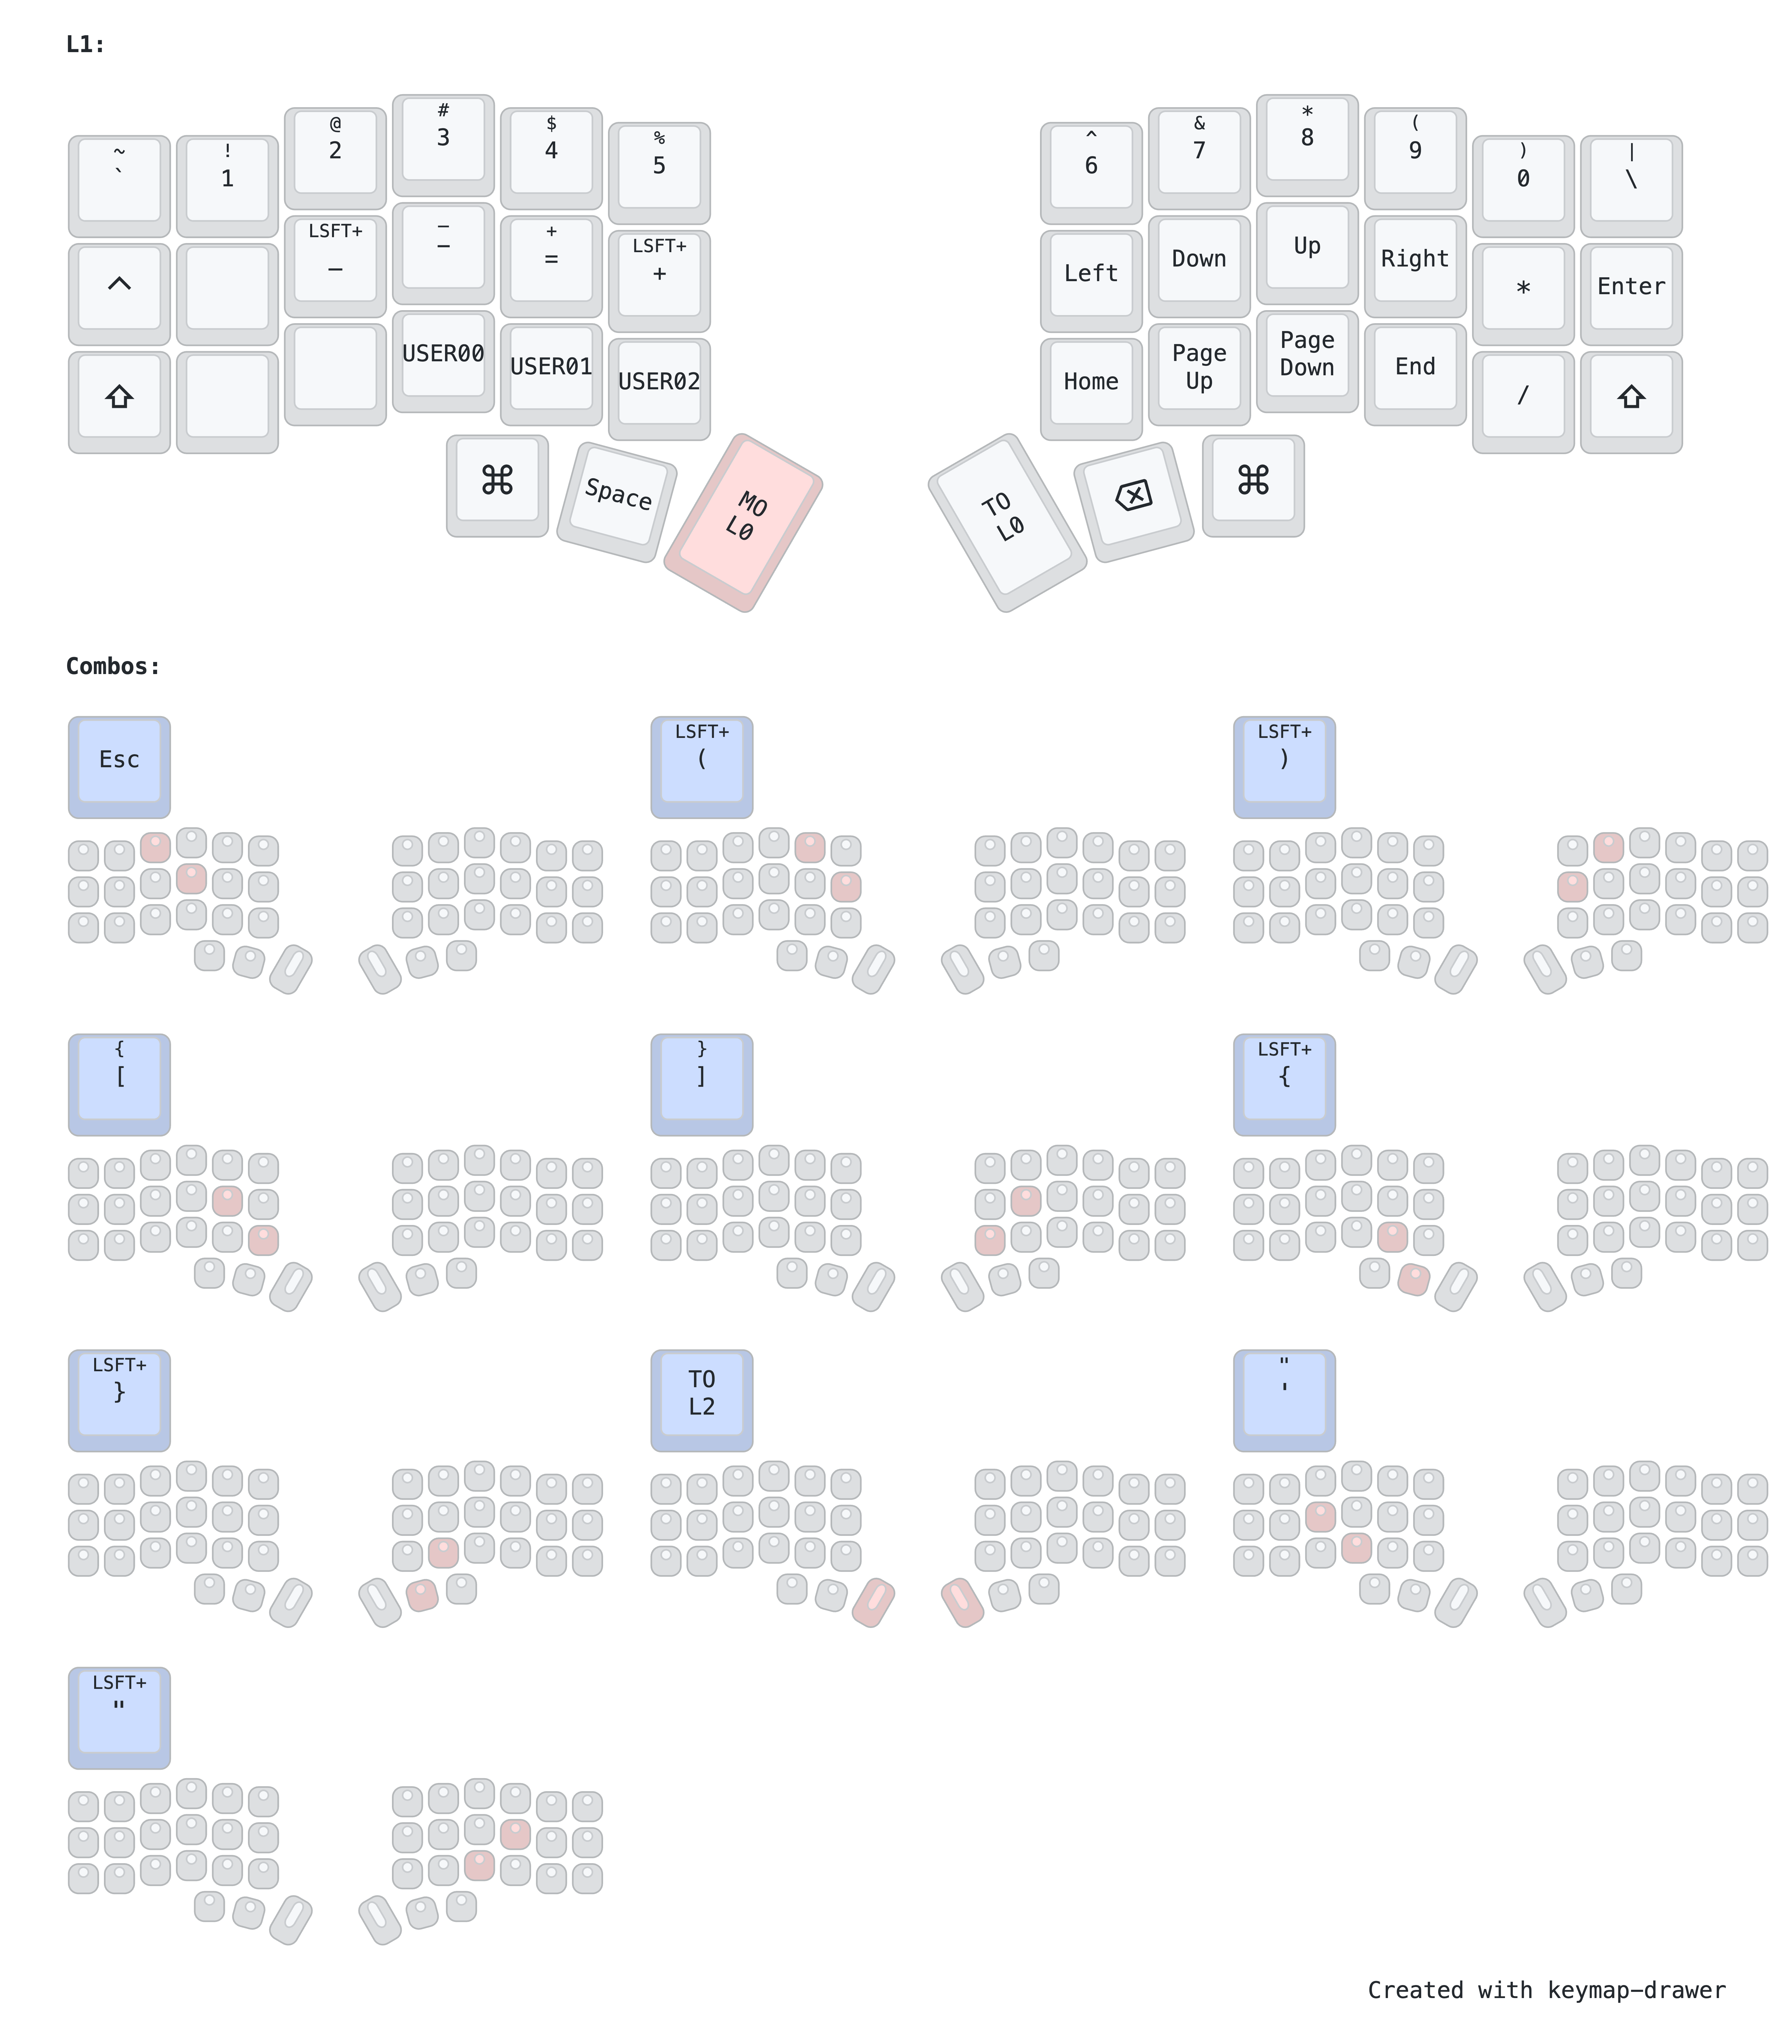 L1:
~ ! @ # $ % ^ & * ( ) |
` 1 2 3 4 5 6 7 8 9 0 \
LSFT+ _ + LSFT+
^ – – = + Left Down Up Right * Enter
USER00 USER01 USER02 Home Page Up Page Down End /
⇧ ⇧
⌘ Space MO L0 TO L0 ⌫ ⌘
Combos:
Esc
LSFT+
(
LSFT+
)
{
[
}
]
LSFT+
{
LSFT+
}
TO
L2
"
'
LSFT+
"
Created with keymap-drawer